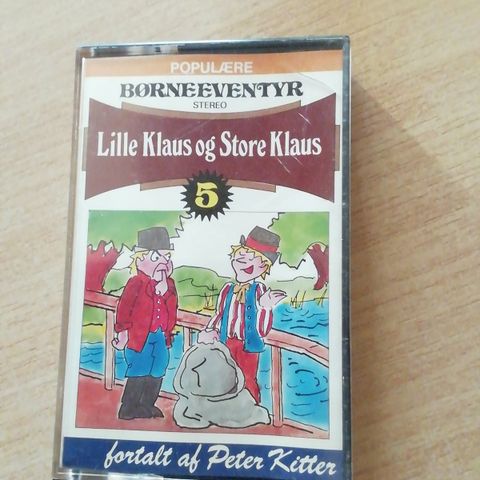 POPULÆRE
BØRNEEVENTYR
STEREO
Lille Klaus og Store Klaus
5
fortalt af Peter Kitter